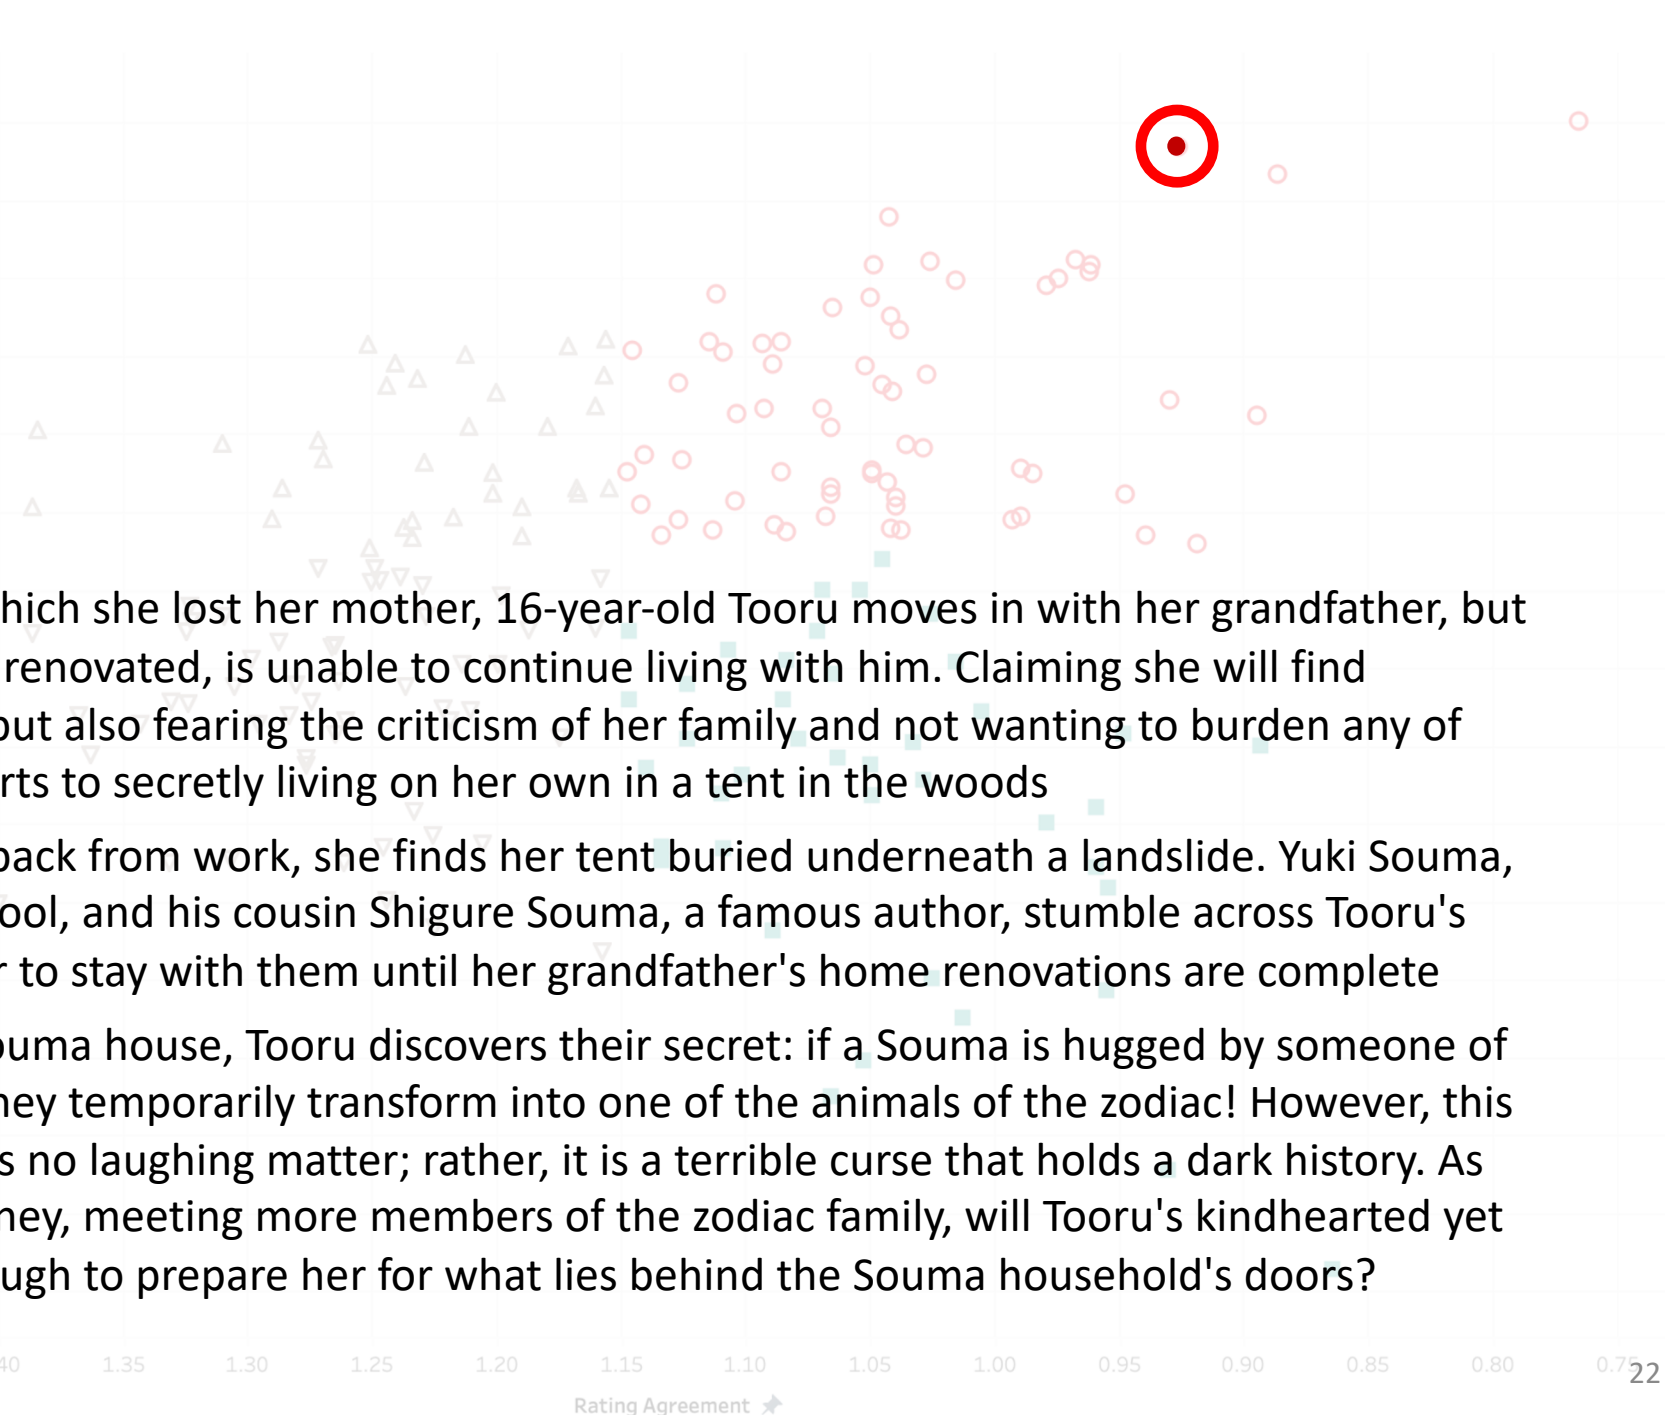 hich she lost her mother, 16-year-old Tooru moves in with her grandfather, but
renovated, is unable to continue living with him. Claiming she will find
but also fearing the criticism of her family and not wanting to burden any of
rts to secretly living on her own in a tent in the woods
back from work, she finds her tent buried underneath a landslide. Yuki Souma,
ool, and his cousin Shigure Souma, a famous author, stumble across Tooru's
r to stay with them until her grandfather's home renovations are complete
ouma house, Tooru discovers their secret: if a Souma is hugged by someone of
hey temporarily transform into one of the animals of the zodiac! However, this
s no laughing matter; rather, it is a terrible curse that holds a dark history. As
ney, meeting more members of the zodiac family, will Tooru's kindhearted yet
ugh to prepare her for what lies behind the Souma household's doors?
40 1.35 1.30 1.25 1.20 1.15 1.10 1.05 1.00 0.95 0.90 0.85 0.80 0.75
22
Rating Agreement